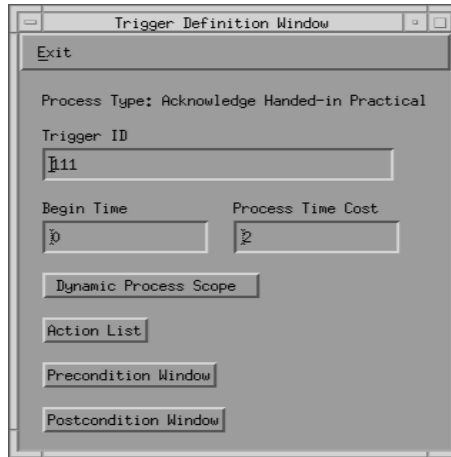 Trigger Definition Window
Exit
Process Type: Acknowledge Handed-in Practical
Trigger ID
111
Begin Time Process Time Cost
0 2
Dynamic Process Scope
Action List
Precondition Window
Postcondition Window